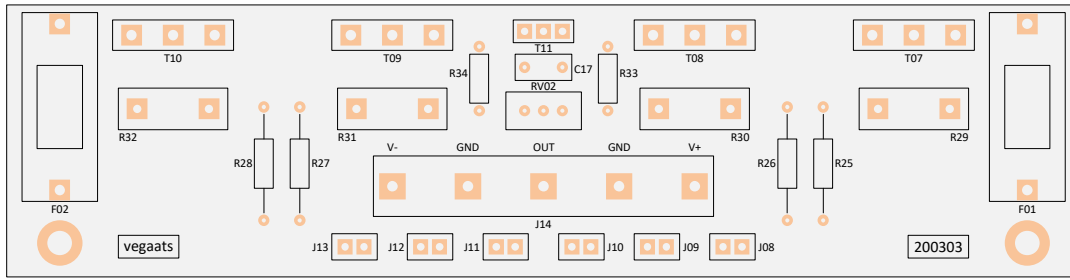 T10 T09 T11 T08 T07
R34 C17 R33
RV02
R32 R31 R30 R29
V- GND OUT GND V+
R28 R27 R26 R25
F02 F01
J14
vegaats J13 J12 J11 J10 J09 J08 200303